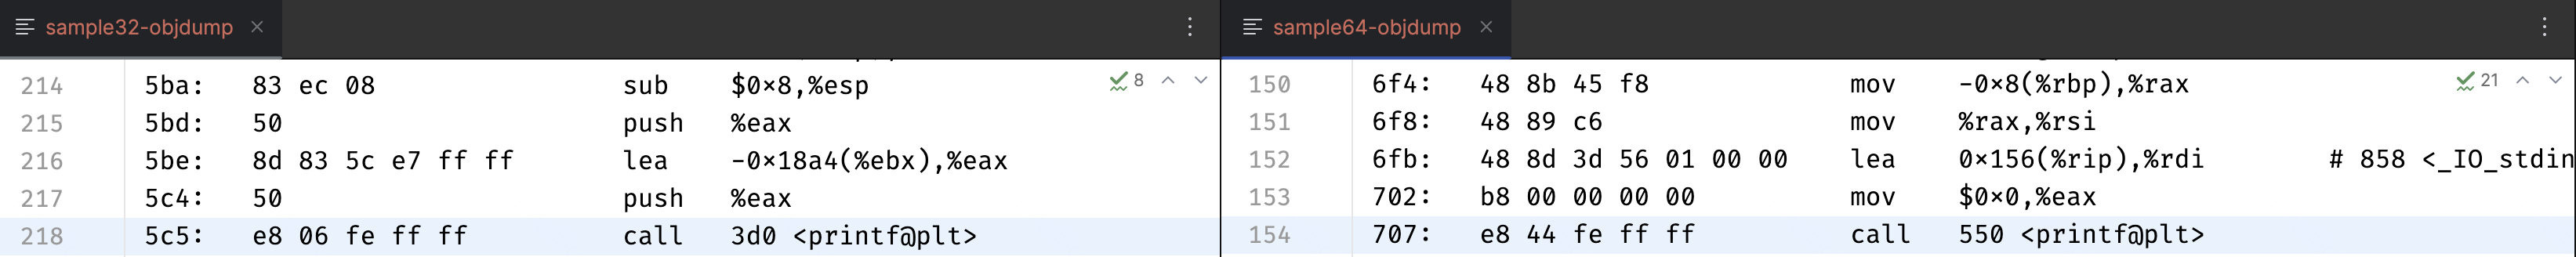 sample32-objdump
214 5ba: 83 ec 08 sub $0x8,%esp 8
215 5bd: 50 push %eax
216 5be: 8d 83 5c e7 ff ff lea -0x18a4(%ebx),%eax
217 5c4: 50 push %eax
218 5c5: e8 06 fe ff ff call 3d0 <printf@plt>
sample64-objdump
150 6f4: 48 8b 45 f8 mov -0x8(%rbp),%rax 21
151 6f8: 48 89 c6 mov %rax,%rsi
152 6fb: 48 8d 3d 56 01 00 00 lea 0x156(%rip),%rdi # 858 <_IO_stdin
153 702: b8 00 00 00 00 mov $0x0,%eax
154 707: e8 44 fe ff ff call 550 <printf@plt>